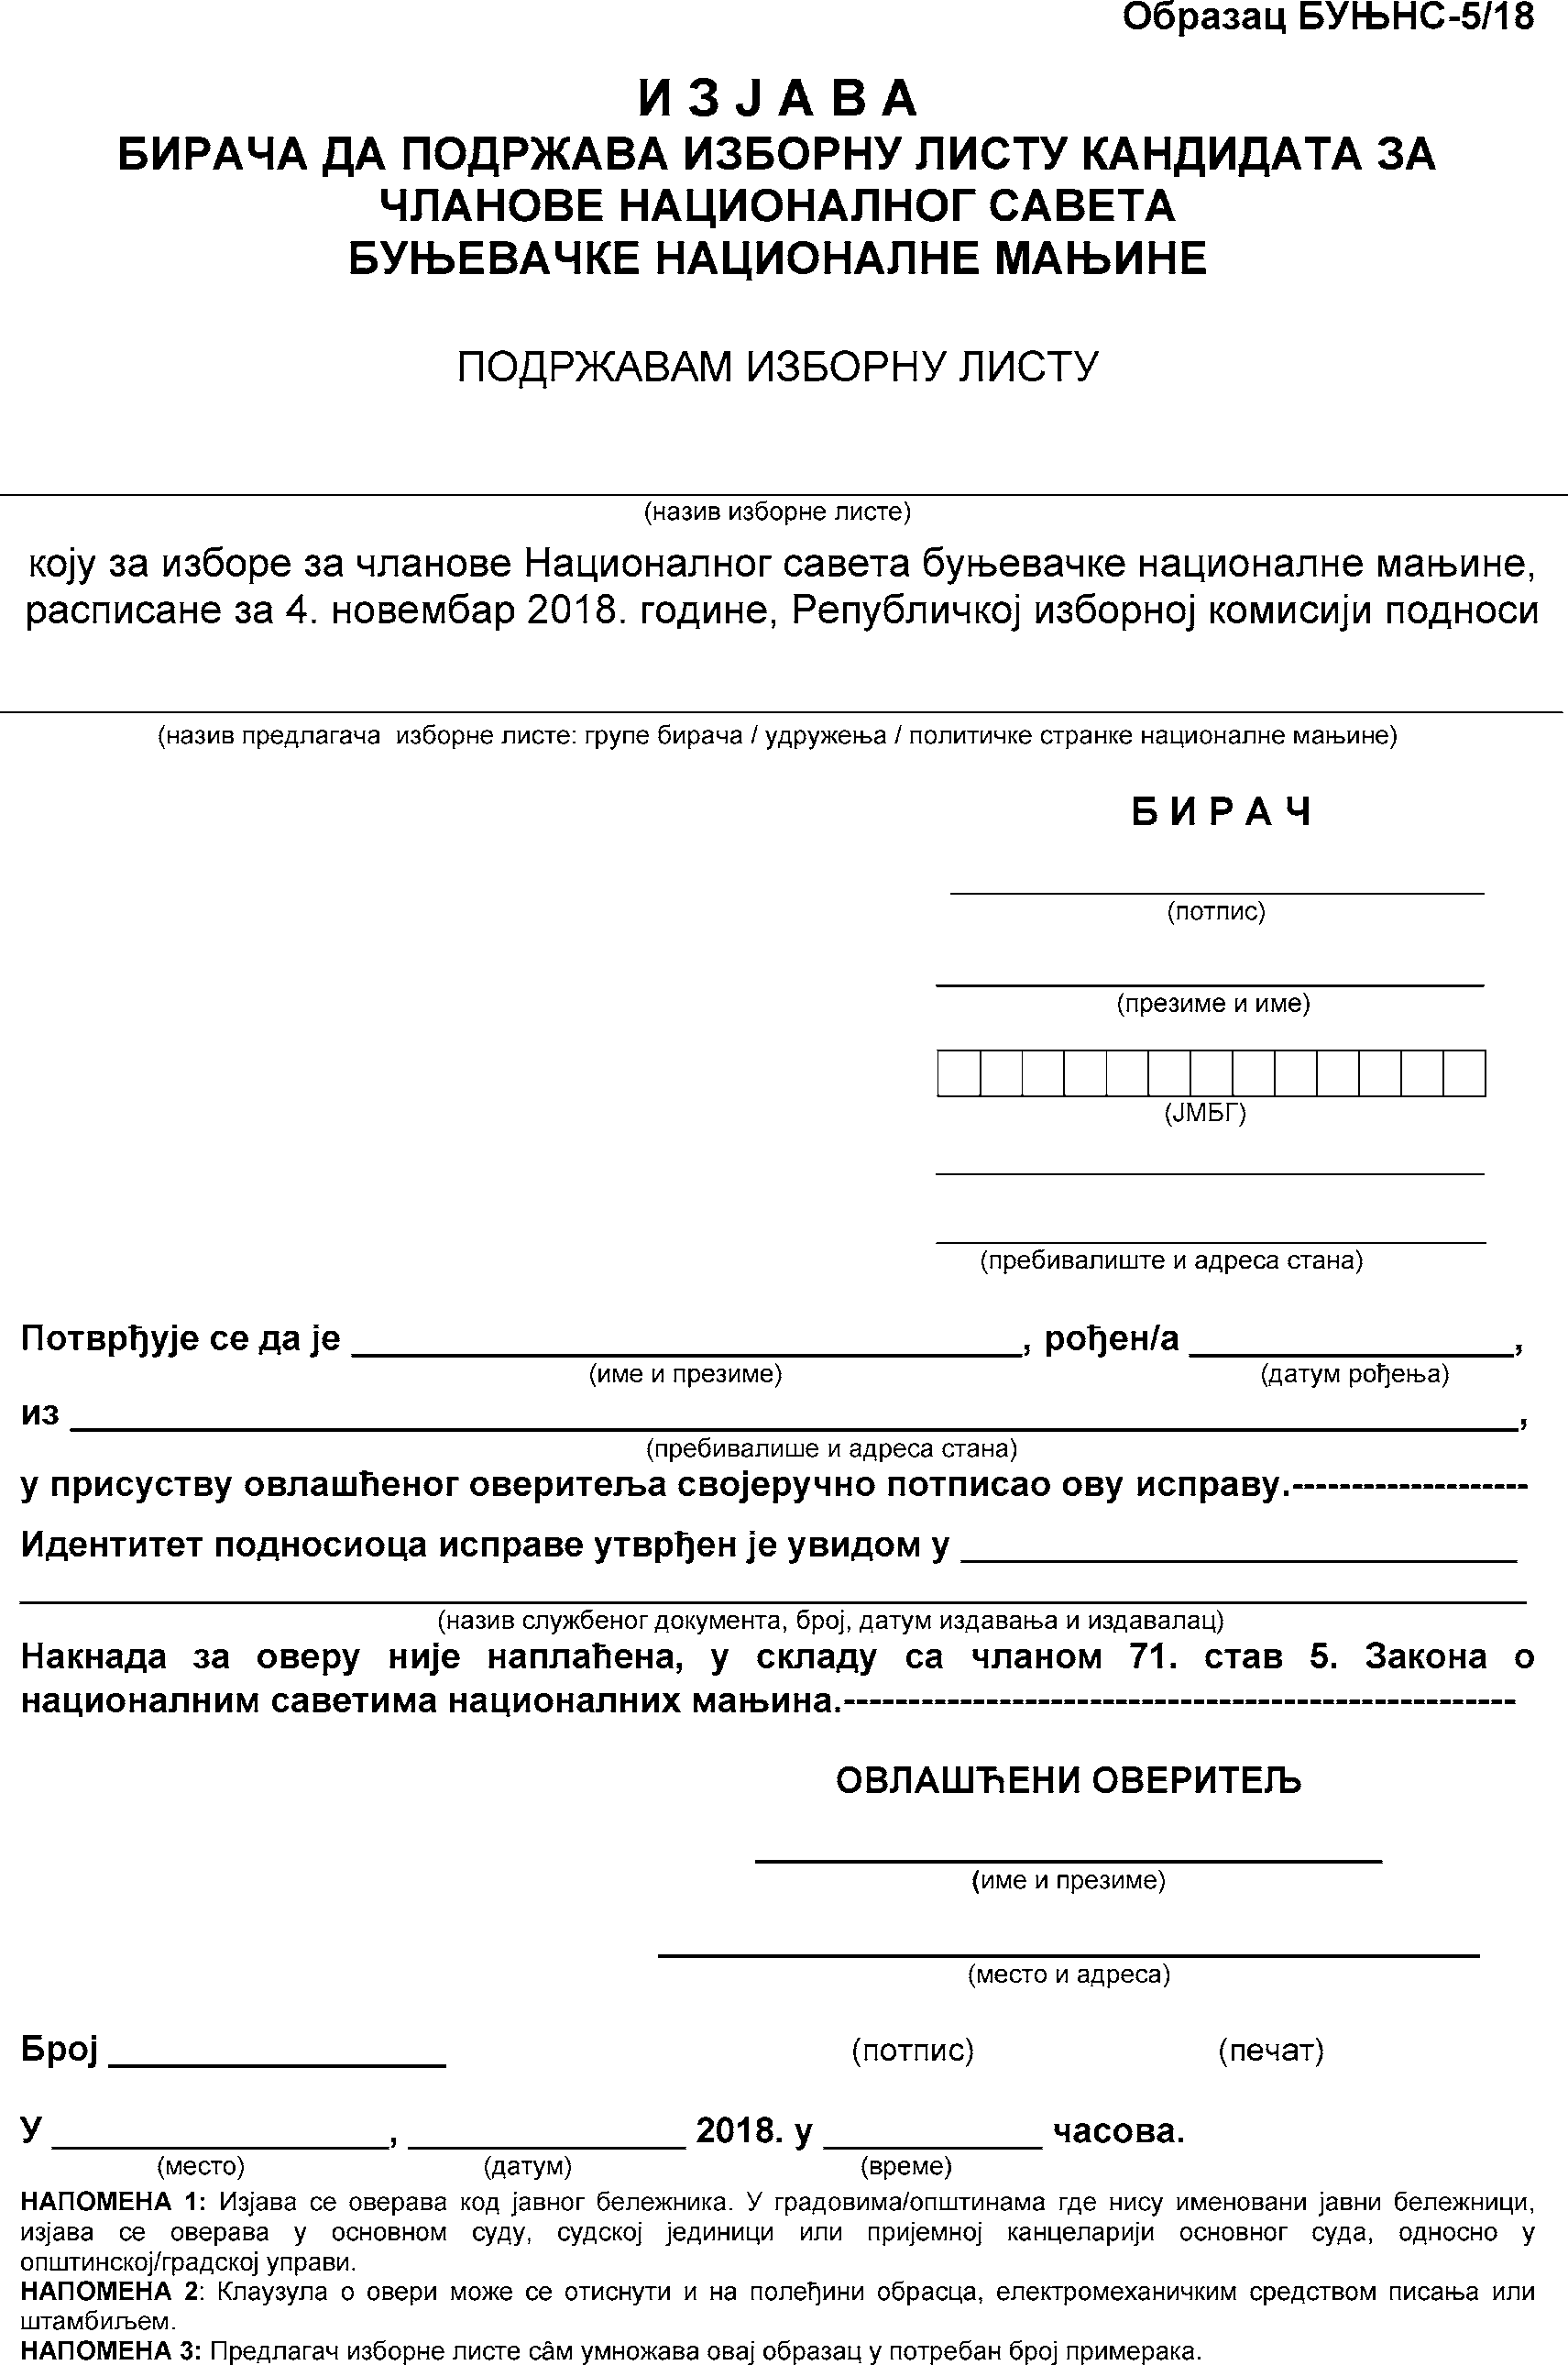 Образац БУЊНС-5/18
И З Ј А В А
БИРАЧА ДА ПОДРЖАВА ИЗБОРНУ ЛИСТУ КАНДИДАТА ЗА
ЧЛАНОВЕ НАЦИОНАЛНОГ САВЕТА
БУЊЕВАЧКЕ НАЦИОНАЛНЕ МАЊИНЕ
ПОДРЖАВАМ ИЗБОРНУ ЛИСТУ
(назив изборне листе)
коју за изборе за чланове Националног савета буњевачке националне мањине,
расписане за 4. новембар 2018. године, Републичкој изборној комисији подноси
(назив предлагача изборне листе: групе бирача / удружења / политичке странке националне мањине)
Б И Р А Ч
(потпис)
(презиме и име)
(ЈМБГ)
(пребивалиште и адреса стана)
Потврђује се да је ____________________, рођен/а ____________________,
(име и презиме) (датум рођења)
из ____________________,
(пребивалише и адреса стана)
у присуству овлашћеног оверитеља својеручно потписао ову исправу.--------------------
Идентитет подносиоца исправе утврђен је увидом у ____________________
(назив службеног документа, број, датум издавања и издавалац)
Накнада за оверу није наплаћена, у складу са чланом 71. став 5. Закона о
националним саветима националних мањина.----------------------------------------------------
ОВЛАШЋЕНИ ОВЕРИТЕЉ
(име и презиме)
(место и адреса)
Број ____________________ (потпис) (печат)
У ____________________, ____________________ 2018. у ____________________ часова.
(место) (датум) (време)
НАПОМЕНА 1: Изјава се оверава код јавног бележника. У градовима/општинама где нису именовани јавни бележници,
изјава се оверава у основном суду, судској јединици или пријемној канцеларији основног суда, односно у
општинској/градској управи.
НАПОМЕНА 2: Клаузула о овери може се отиснути и на полеђини обрасца, електромеханичким средством писања или
штамбиљем.
НАПОМЕНА 3: Предлагач изборне листе сâм умножава овај образац у потребан број примерака.